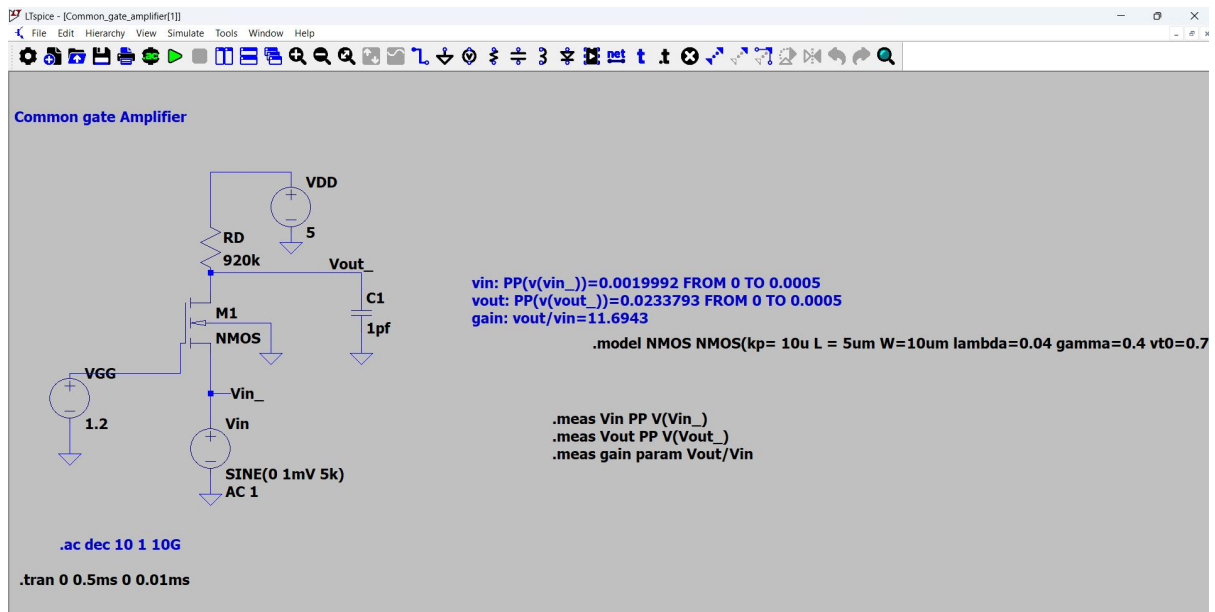 LTspice - [Common_gate_amplifier[1]]
File Edit Hierarchy View Simulate Tools Window Help
Common gate Amplifier
VDD
5
RD
920k
Vout_
C1
1pf
M1
NMOS
VGG
1.2
Vin_
Vin
SINE(0 1mV 5k)
AC 1
vin: PP(v(vin_))=0.0019992 FROM 0 TO 0.0005
vout: PP(v(vout_))=0.0233793 FROM 0 TO 0.0005
gain: vout/vin=11.6943
.model NMOS NMOS(kp= 10u L = 5um W=10um lambda=0.04 gamma=0.4 vt0=0.7
.meas Vin PP V(Vin_)
.meas Vout PP V(Vout_)
.meas gain param Vout/Vin
.ac dec 10 1 10G
.tran 0 0.5ms 0 0.01ms